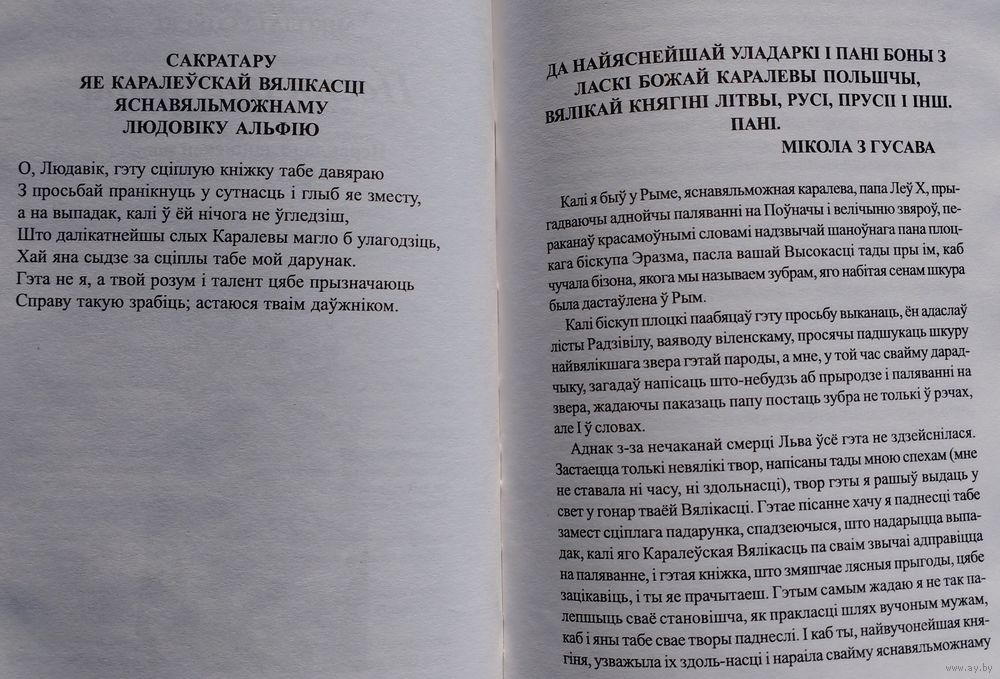 САКРАТАРУ
ЯЕ КАРАЛЕЎСКАЙ ВЯЛІКАСЦІ
ЯСНАВЯЛЬМОЖНАМУ
ЛЮДОВІКУ АЛЬФІЮ
О, Людавік, гэту сціплую кніжку табе давяраю
З просьбай пранікнуць у сутнасць і глыб яе зместу,
а на выпадак, калі ў ёй нічога не ўгледзіш,
Што далікатнейшы слых Каралевы магло б улагодзіць,
Хай яна сыдзе за сціплы табе мой дарунак.
Гэта не я, а твой розум і талент цябе прызначаюць
Справу такую зрабіць; астаюся тваім даўжніком.
ДА НАЙЯСНЕЙШАЙ УЛАДАРКІ І ПАНІ БОНЫ З
ЛАСКІ БОЖАЙ КАРАЛЕВЫ ПОЛЬШЧЫ,
ВЯЛІКАЙ КНЯГІНІ ЛІТВЫ, РУСІ, ПРУСІІ І ІНШ.
ПАНІ.
МІКОЛА З ГУСАВА
Калі я быў у Рыме, яснавяльможная каралева, папа Леў X, пры-
гадваючы аднойчы паляванні на Поўначы і велічыню звяроў, пе-
раканаў красамоўнымі словамі надзвычай шаноўнага пана плоц-
кага біскупа Эразма, пасла вашай Высокасці тады пры ім, каб
чучала бізона, якога мы называем зубрам, яго набітая сенам шкура
была дастаўлена ў Рым.
Калі біскуп плоцкі паабяцаў гэту просьбу выканаць, ён адаслаў
лісты Радзівілу, ваяводу віленскаму, просячы падшукаць шкуру
найвялікшага звера гэтай пароды, а мне, у той час свайму дарад-
чыку, загадаў напісаць што-небудзь аб прыродзе і паляванні на
звера, жадаючы паказаць папу постаць зубра не толькі ў рэчах,
але І ў словах.
Аднак з-за нечаканай смерці Льва ўсё гэта не здзейснілася.
Застаецца толькі невялікі твор, напісаны тады мною спехам (мне
не ставала ні часу, ні здольнасці), твор гэты я рашыў выдаць у
свет у гонар тваёй Вялікасці. Гэтае пісанне хачу я паднесці табе
замест сціплага падарунка, спадзеючыся, што надарыцца выпа-
дак, калі яго Каралеўская Вялікасць па сваім звычаі адправіцца
на паляванне, і гэтая кніжка, што змяшчае лясныя прыгоды, цябе
зацікавіць, і ты яе прачытаеш. Гэтым самым жадаю я не так па-
лепшыць сваё становішча, як пракласці шлях вучоным мужам,
каб і яны табе свае творы паднеслі. І каб ты, найвучонейшая кня-
гіня, узважыла іх здоль-насці і нараіла свайму яснавяльможнаму
www.ay.by